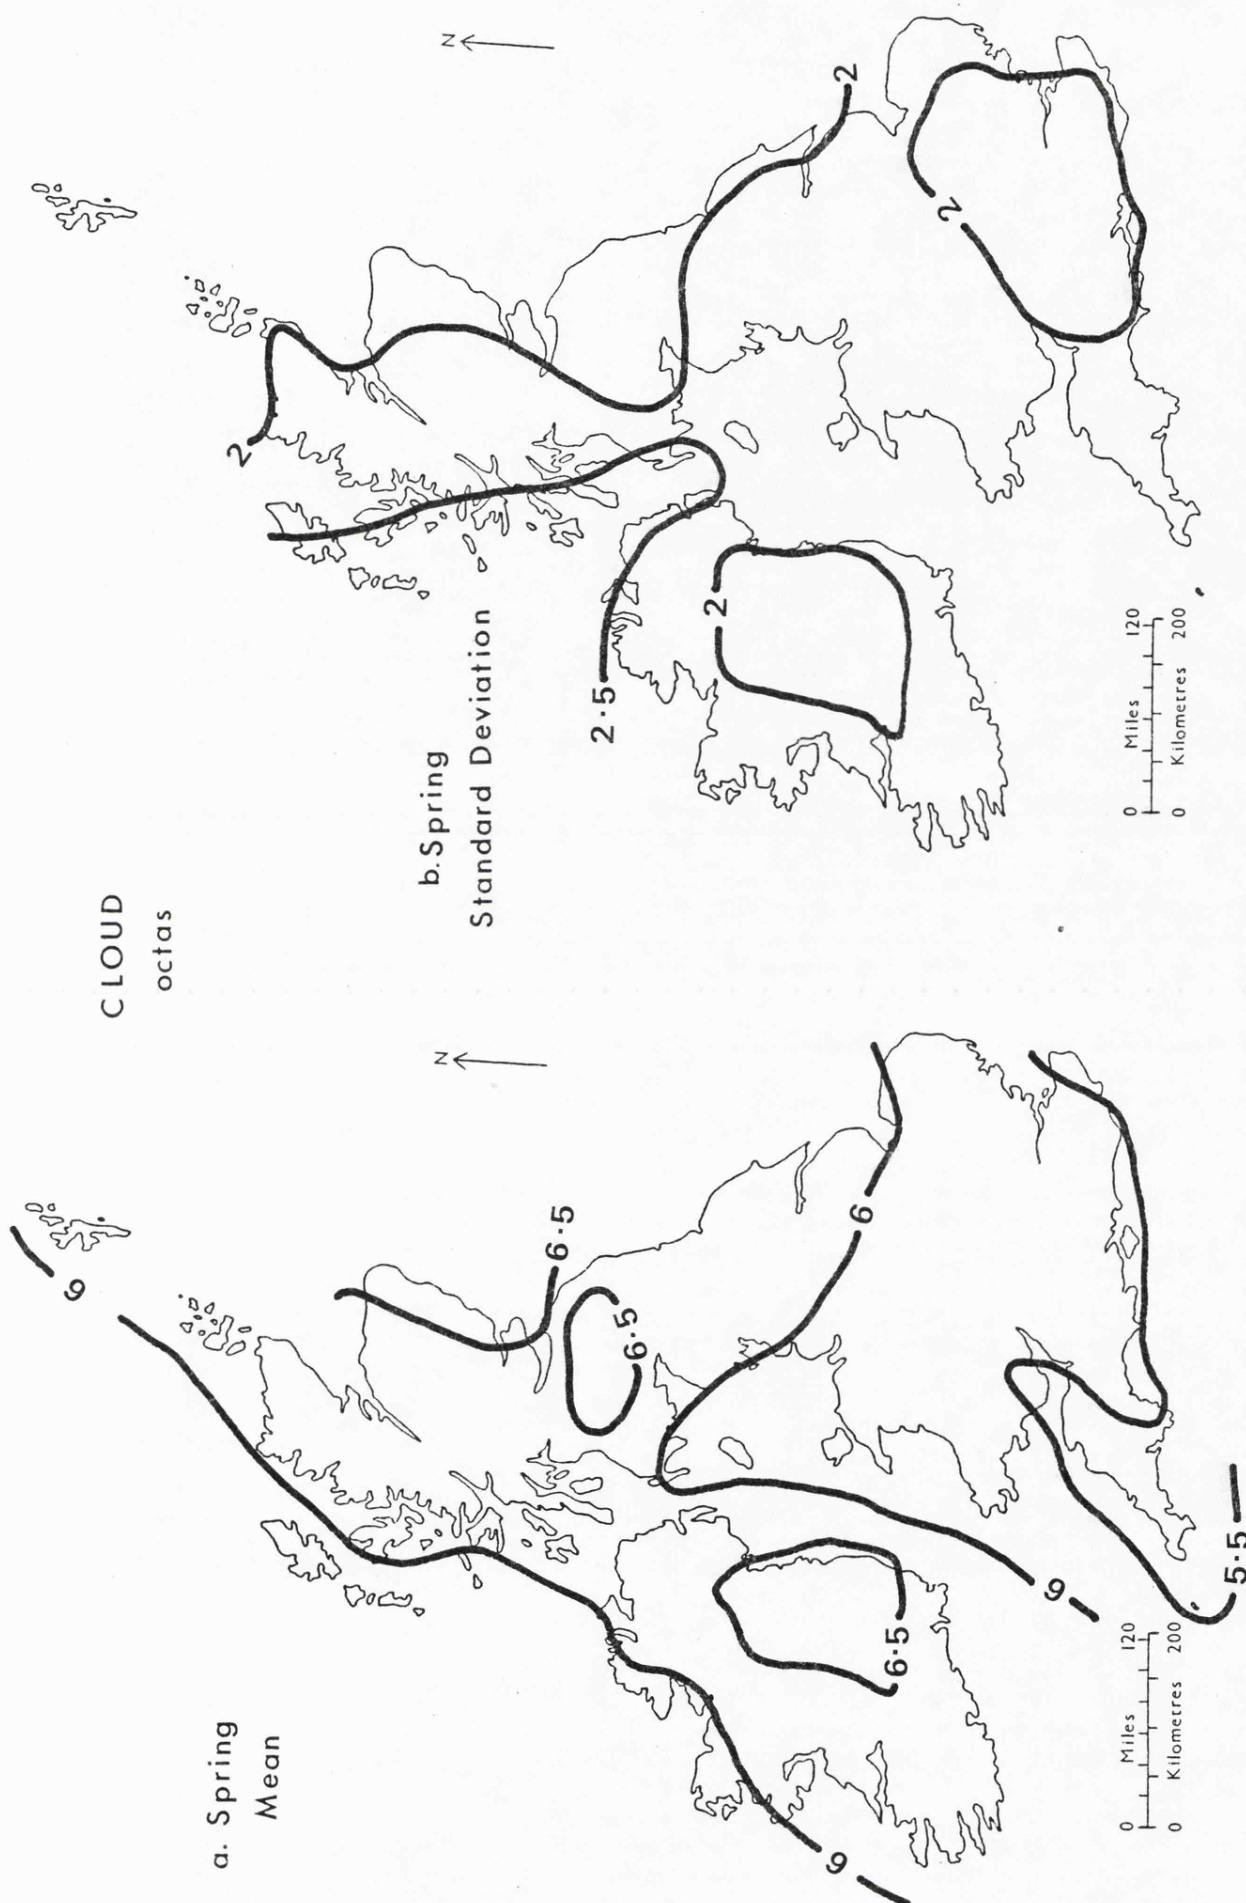 CLOUD
octas
a. Spring
Mean
N
6
6·5
6·5
6
6·5
6
6
5·5
0 Miles 120
0 Kilometres 200
b. Spring
Standard Deviation
N
2
2·5
2
2
2
0 Miles 120
0 Kilometres 200